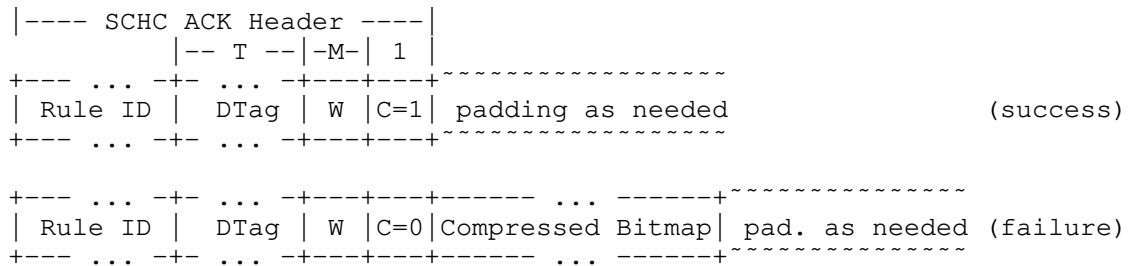 |---- SCHC ACK Header ----|
          |-- T --|-M-| 1 |
+--- ... -+- ... -+---+---+~~~~~~~~~~~~~~~~~~
| Rule ID |  DTag | W |C=1| padding as needed                (success)
+--- ... -+- ... -+---+---+~~~~~~~~~~~~~~~~~~

+--- ... -+- ... -+---+---+------ ... ------+~~~~~~~~~~~~~~~
| Rule ID |  DTag | W |C=0|Compressed Bitmap| pad. as needed (failure)
+--- ... -+- ... -+---+---+------ ... ------+~~~~~~~~~~~~~~~